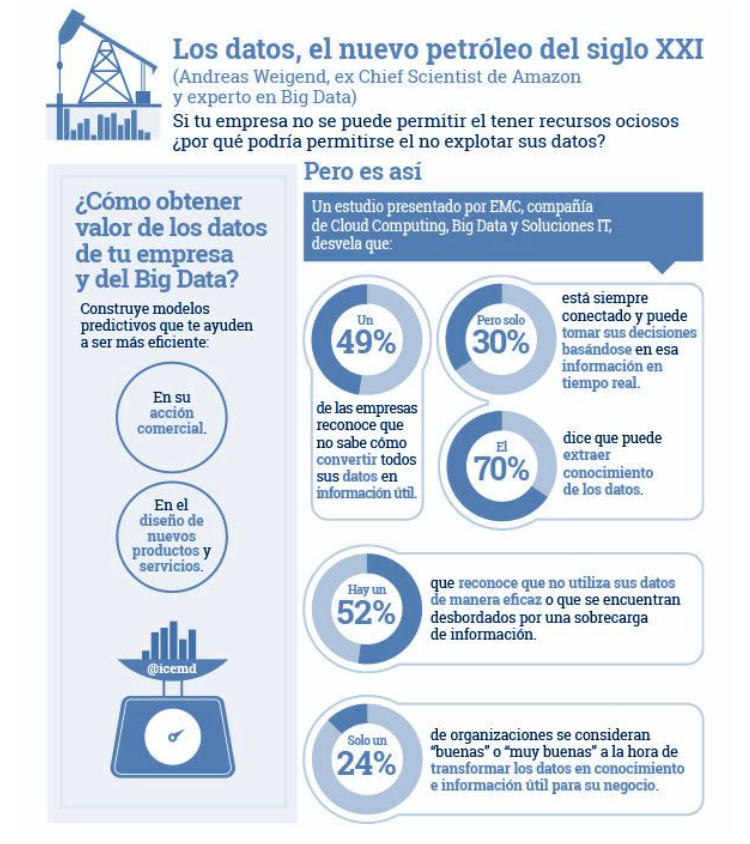 Los datos, el nuevo petróleo del siglo XXI
(Andreas Weigend, ex Chief Scientist de Amazon
y experto en Big Data)
Si tu empresa no se puede permitir el tener recursos ociosos
¿por qué podría permitirse el no explotar sus datos?
¿Cómo obtener
valor de los datos
de tu empresa
y del Big Data?
Construye modelos
predictivos que te ayuden
a ser más eficiente:
En su
acción
comercial.
En el
diseño de
nuevos
productos y
servicios.
@icemd
Pero es así
Un estudio presentado por EMC, compañía
de Cloud Computing, Big Data y Soluciones IT,
desvela que:
Un
49%
de las empresas
reconoce que
no sabe cómo
convertir todos
sus datos en
información útil.
Pero solo
30%
está siempre
conectado y puede
tomar sus decisiones
basándose en esa
información en
tiempo real.
El
70%
dice que puede
extraer
conocimiento
de los datos.
Hay un
52%
que reconoce que no utiliza sus datos
de manera eficaz o que se encuentran
desbordados por una sobrecarga
de información.
Solo un
24%
de organizaciones se consideran
“buenas” o “muy buenas” a la hora de
transformar los datos en conocimiento
e información útil para su negocio.